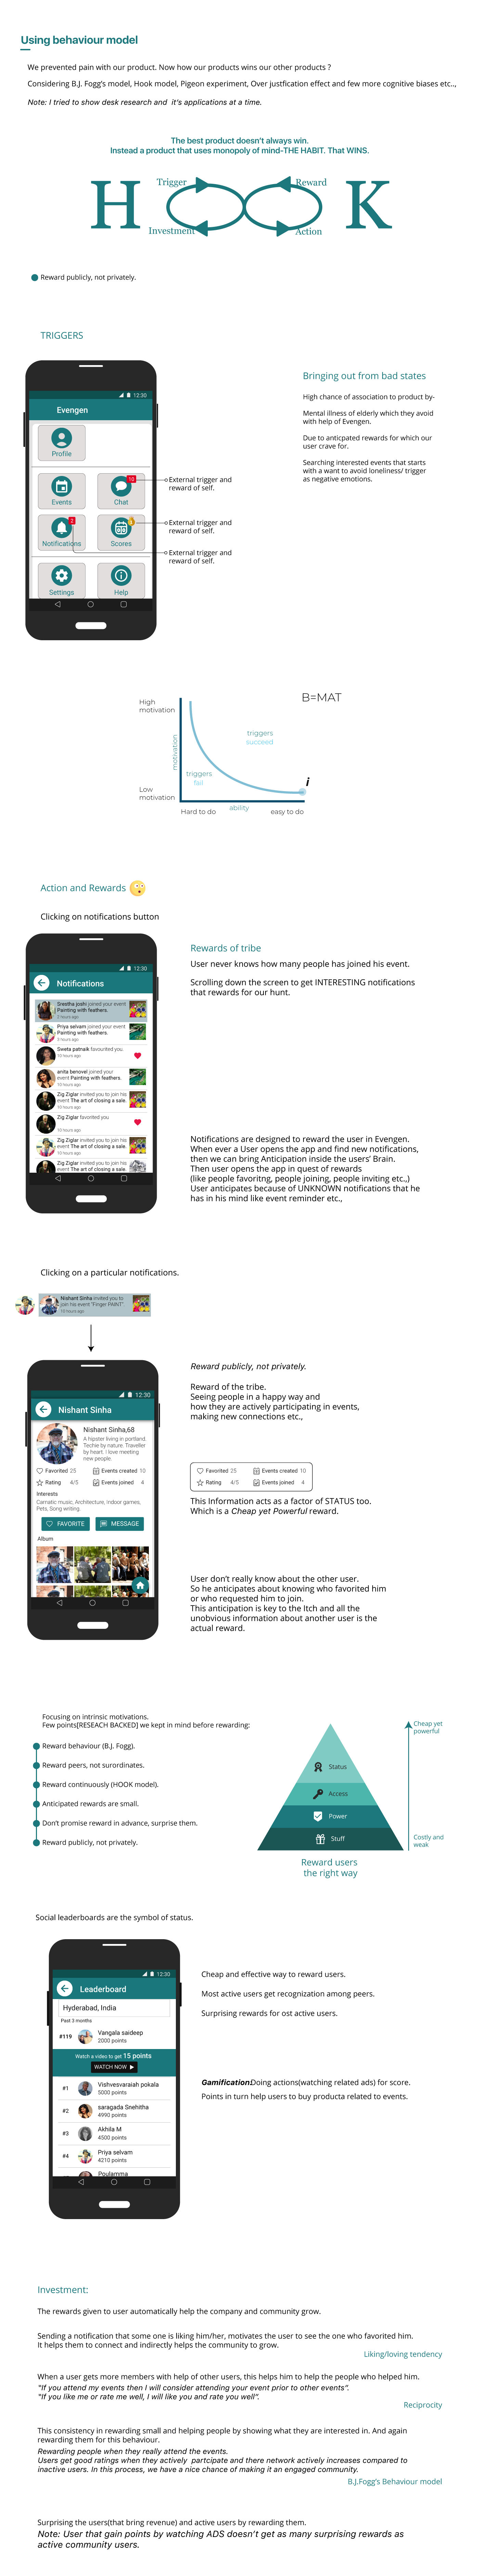 Using behaviour model
We prevented pain with our product. Now how our products wins our other products ?
Considering B.J. Fogg's model, Hook model, Pigeon experiment, Over justfication effect and few more cognitive biases etc..,
Note: I tried to show desk research and it's applications at a time.
The best product doesn't always win.
Instead a product that uses monopoly of mind-THE HABIT. That WINS.
H K
Trigger
Reward
Investment
Action
Reward publicly, not privately.
TRIGGERS
Bringing out from bad states
High chance of association to product by-
Mental illness of elderly which they avoid
with help of Evengen.
Due to anticpated rewards for which our
user crave for.
Searching interested events that starts
with a want to avoid loneliness/ trigger
as negative emotions.
12:30
Evengen
Profile
Events
10
Chat
2
Notifications
Scores
Settings
Help
External trigger and
reward of self.
External trigger and
reward of self.
External trigger and
reward of self.
B=MAT
High
motivation
motivation
triggers
succeed
triggers
fail
i
Low
motivation
Hard to do
ability
easy to do
Action and Rewards
Clicking on notifications button
12:30
Notifications
Srestha joshi joined your event
Painting with feathers.
2 hours ago
Priya selvam joined your event
Painting with feathers.
5 hours ago
Sweta patnaik favourited you.
10 hours ago
anita benovel joined your
event Painting with feathers.
10 hours ago
Zig Ziglar invited you to join his
event The art of closing a sale.
10 hours ago
Zig Ziglar favorited you
10 hours ago
Zig Ziglar invited you to join his
event The art of closing a sale.
10 hours ago
Zig Ziglar invited you to join his
event The art of closing a sale.
Rewards of tribe
User never knows how many people has joined his event.
Scrolling down the screen to get INTERESTING notifications
that rewards for our hunt.
Notifications are designed to reward the user in Evengen.
When ever a User opens the app and find new notifications,
then we can bring Anticipation inside the users' Brain.
Then user opens the app in quest of rewards
(like people favoritng, people joining, people inviting etc.,)
User anticipates because of UNKNOWN notifications that he
has in his mind like event reminder etc.,
Clicking on a particular notifications.
Nishant Sinha invited you to
join his event "Finger PAINT".
10 hours ago
12:30
Nishant Sinha
Nishant Sinha,68
A hipster living in portland.
Techie by nature. Traveller
by heart. I love meeting
new people.
Favorited 25
Events created 10
Rating 4/5
Events joined 4
Interests
Carnatic music, Architecture, Indoor games,
Pets, Song writing.
FAVORITE
MESSAGE
Album
Reward publicly, not privately.
Reward of the tribe.
Seeing people in a happy way and
how they are actively participating in events,
making new connections etc.,
Favorited 25
Events created 10
Rating 4/5
Events joined 4
This Information acts as a factor of STATUS too.
Which is a Cheap yet Powerful reward.
User don't really know about the other user.
So he anticipates about knowing who favorited him
or who requested him to join.
This anticipation is key to the Itch and all the
unobvious information about another user is the
actual reward.
Focusing on intrinsic motivations.
Few points[RESEACH BACKED] we kept in mind before rewarding:
Reward behaviour (B.J. Fogg).
Reward peers, not surordinates.
Reward continuously (HOOK model).
Anticipated rewards are small.
Don't promise reward in advance, surprise them.
Reward publicly, not privately.
Status
Access
Power
Stuff
Cheap yet
powerful
Costly and
weak
Reward users
the right way
Social leaderboards are the symbol of status.
12:30
Leaderboard
Hyderabad, India
Past 3 months
#119
Vangala saideep
2000 points
Watch a video to get 15 points
WATCH NOW
#1
Vishvesvaraiah pokala
5000 points
#2
saragada Snehitha
4990 points
#3
Akhila M
4500 points
#4
Priya selvam
4210 points
Poulamma
Cheap and effective way to reward users.
Most active users get recognization among peers.
Surprising rewards for ost active users.
Gamification:Doing actions(watching related ads) for score.
Points in turn help users to buy producta related to events.
Investment:
The rewards given to user automatically help the company and community grow.
Sending a notification that some one is liking him/her, motivates the user to see the one who favorited him.
It helps them to connect and indirectly helps the community to grow.
Liking/loving tendency
When a user gets more members with help of other users, this helps him to help the people who helped him.
"If you attend my events then I will consider attending your event prior to other events".
"If you like me or rate me well, I will like you and rate you well".
Reciprocity
This consistency in rewarding small and helping people by showing what they are interested in. And again
rewarding them for this behaviour.
Rewarding people when they really attend the events.
Users get good ratings when they actively partcipate and there network actively increases compared to
inactive users. In this process, we have a nice chance of making it an engaged community.
B.J.Fogg's Behaviour model
Surprising the users(that bring revenue) and active users by rewarding them.
Note: User that gain points by watching ADS doesn't get as many surprising rewards as
active community users.